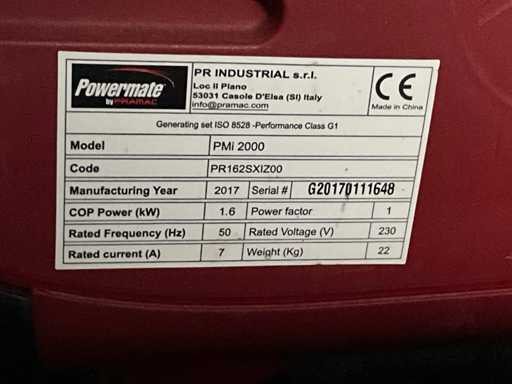 Powermate
by PRAMAC
PR INDUSTRIAL s.r.l.
Loc Il Piano
53031 Casole D'Elsa (SI) Italy
info@pramac.com
CE
Made in China
Generating set ISO 8528 -Performance Class G1
Model PMi 2000
Code PR162SXIZ00
Manufacturing Year 2017 Serial # G20170111648
COP Power (kW) 1.6 Power factor 1
Rated Frequency (Hz) 50 Rated Voltage (V) 230
Rated current (A) 7 Weight (Kg) 22